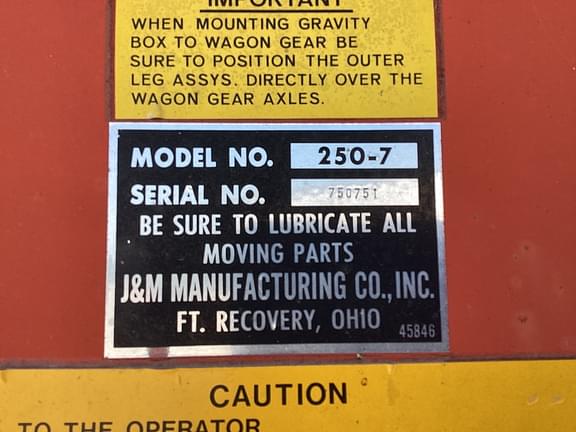 IMPORTANT
WHEN MOUNTING GRAVITY
BOX TO WAGON GEAR BE
SURE TO POSITION THE OUTER
LEG ASSYS. DIRECTLY OVER THE
WAGON GEAR AXLES.
MODEL NO. 250-7
SERIAL NO. 750751
BE SURE TO LUBRICATE ALL
MOVING PARTS
J&M MANUFACTURING CO., INC.
FT. RECOVERY, OHIO 45846
CAUTION
TO THE OPERATOR